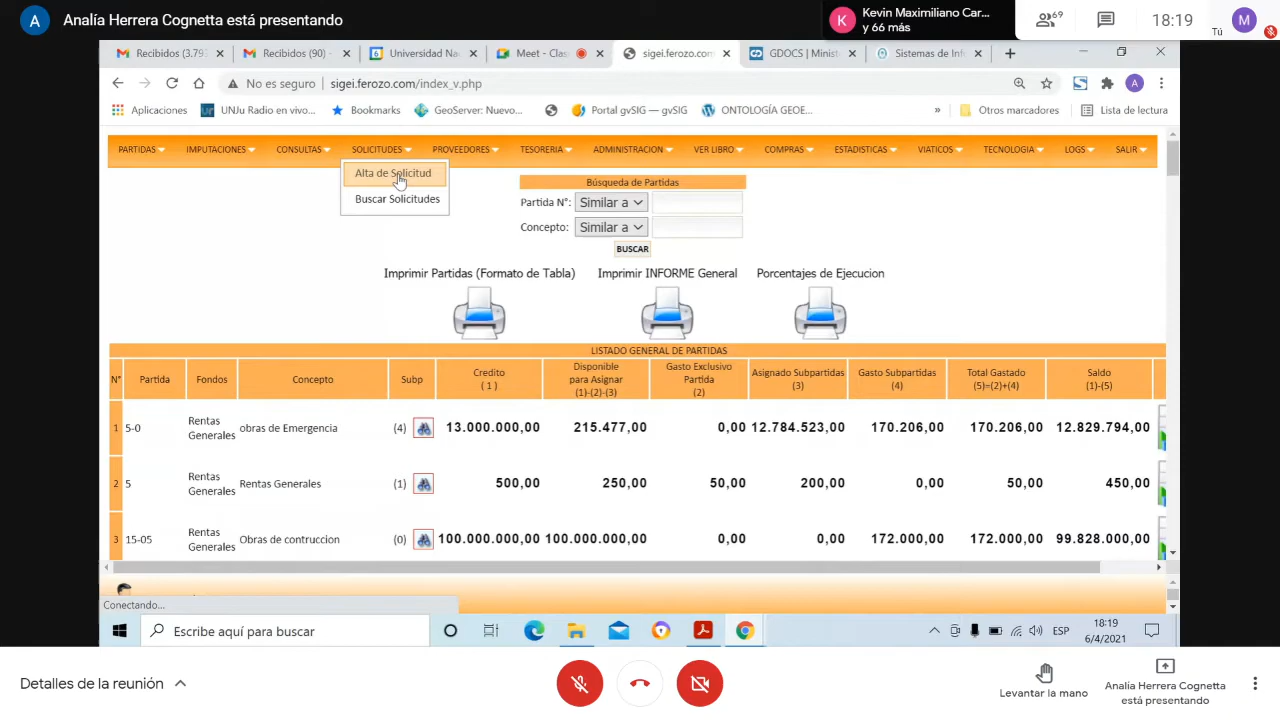 A Analía Herrera Cognetta está presentando
K Kevin Maximiliano Car...
y 66 más
69
18:19
Tú
M
Recibidos (3.79
Recibidos (90) -
6 Universidad Na
Meet - Clas
sigei.ferozo.com
GDOCS | Minist
Sistemas de Inf
No es seguro | sigei.ferozo.com/index_v.php
A
Aplicaciones
UNJu Radio en vivo...
Bookmarks
GeoServer: Nuevo...
Portal gvSIG — gvSIG
ONTOLOGÍA GEOE...
»
Otros marcadores
Lista de lectura
PARTIDAS IMPUTACIONES CONSULTAS SOLICITUDES PROVEEDORES TESORERIA ADMINISTRACION VER LIBRO COMPRAS ESTADISTICAS VIATICOS TECNOLOGIA LOGS SALIR
Alta de Solicitud
Buscar Solicitudes
Búsqueda de Partidas
Partida N°: Similar a
Concepto: Similar a
BUSCAR
Imprimir Partidas (Formato de Tabla) Imprimir INFORME General Porcentajes de Ejecucion
LISTADO GENERAL DE PARTIDAS
N°
Partida
Fondos
Concepto
Subp
Credito
( 1 )
Disponible
para Asignar
(1)-(2)-(3)
Gasto Exclusivo
Partida
(2)
Asignado Subpartidas
(3)
Gasto Subpartidas
(4)
Total Gastado
(5)=(2)+(4)
Saldo
(1)-(5)
1 5-0 Rentas Generales obras de Emergencia (4) 13.000.000,00 215.477,00 0,00 12.784.523,00 170.206,00 170.206,00 12.829.794,00
2 5 Rentas Generales Rentas Generales (1) 500,00 250,00 50,00 200,00 0,00 50,00 450,00
3 15-05 Rentas Generales Obras de contruccion (0) 100.000.000,00 100.000.000,00 0,00 0,00 172.000,00 172.000,00 99.828.000,00
Conectando...
Escribe aquí para buscar
ESP
18:19
6/4/2021
Detalles de la reunión
Levantar la mano
Analía Herrera Cognetta
está presentando